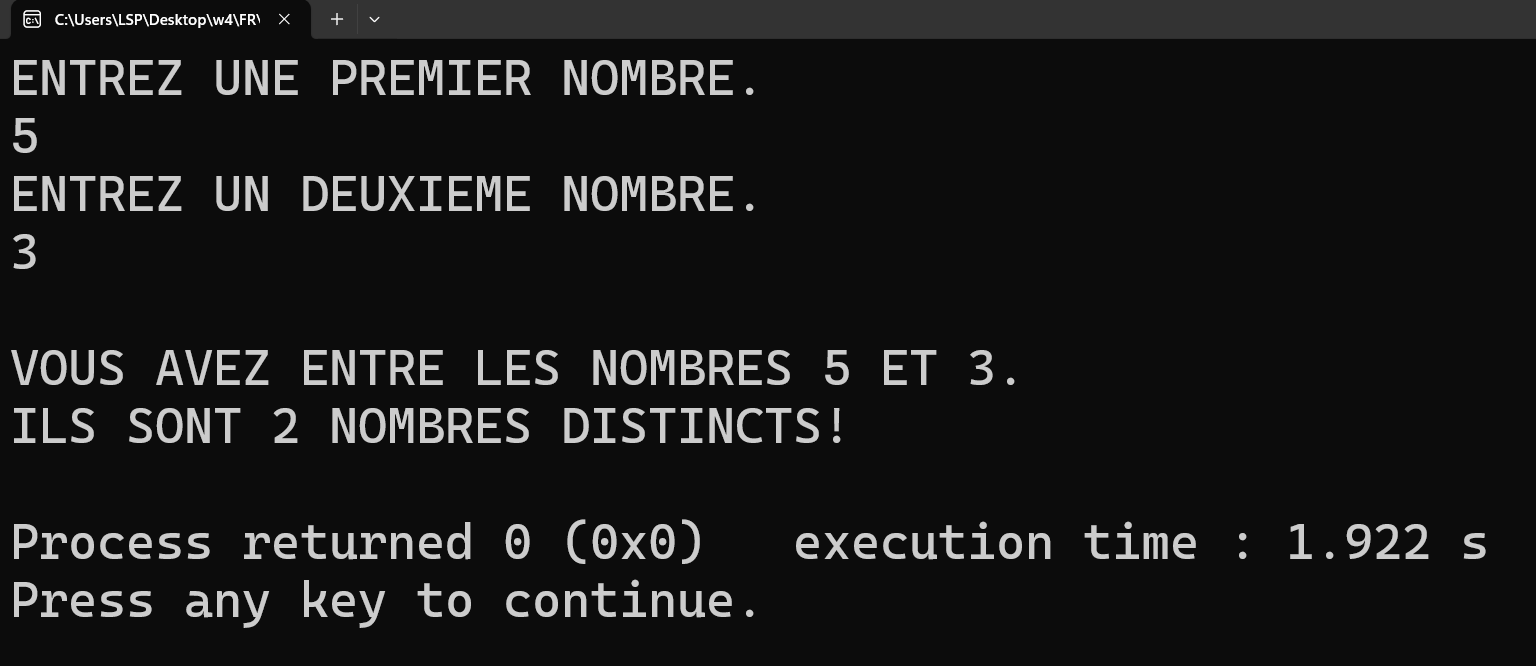 C:\Users\LSP\Desktop\w4\FR\
ENTREZ UNE PREMIER NOMBRE.
5
ENTREZ UN DEUXIEME NOMBRE.
3
VOUS AVEZ ENTRE LES NOMBRES 5 ET 3.
ILS SONT 2 NOMBRES DISTINCTS!
Process returned 0 (0x0)   execution time : 1.922 s
Press any key to continue.